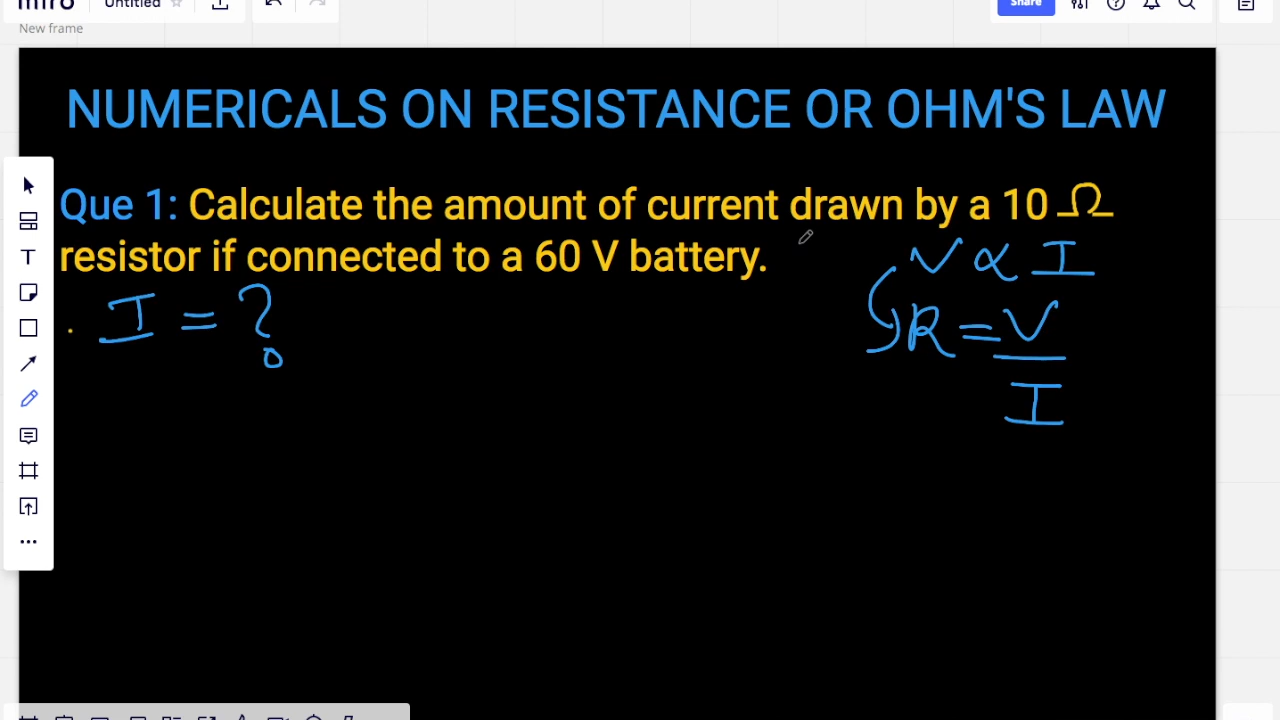 miro Untitled
Share
New frame
NUMERICALS ON RESISTANCE OR OHM'S LAW
Que 1: Calculate the amount of current drawn by a 10 Ω
resistor if connected to a 60 V battery.
V ∝ I
I = ?
R = V
I
T